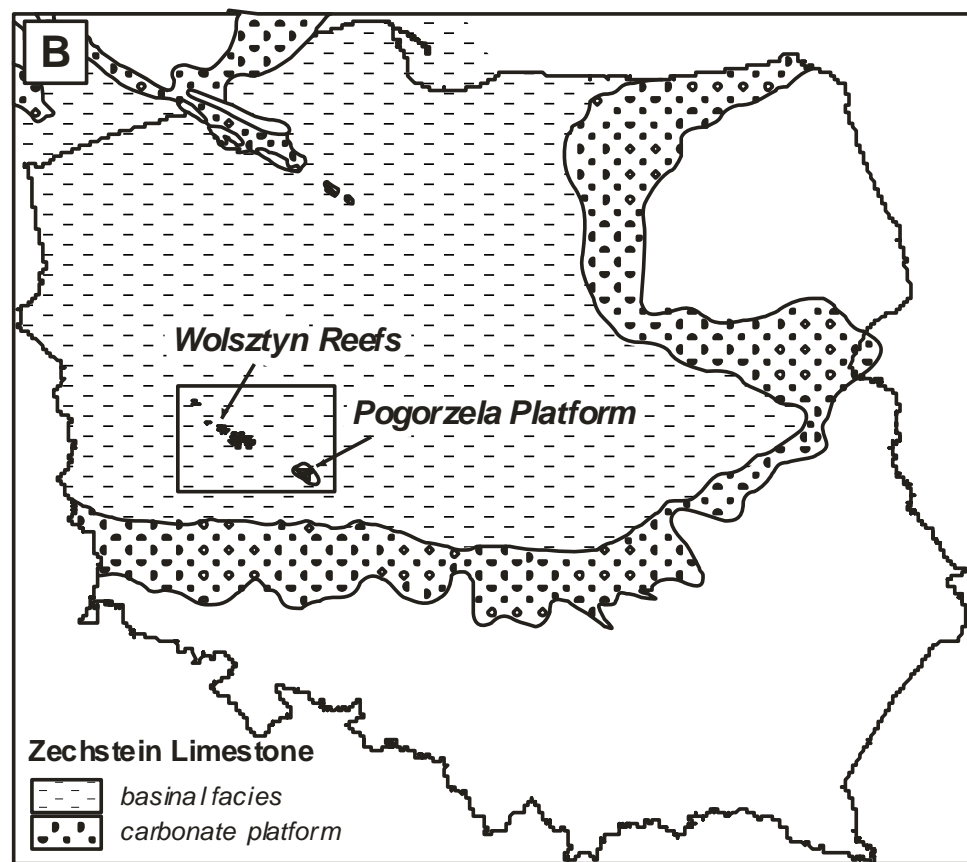 B
Wolsztyn Reefs
Pogorzela Platform
Zechstein Limestone
basinal facies
carbonate platform